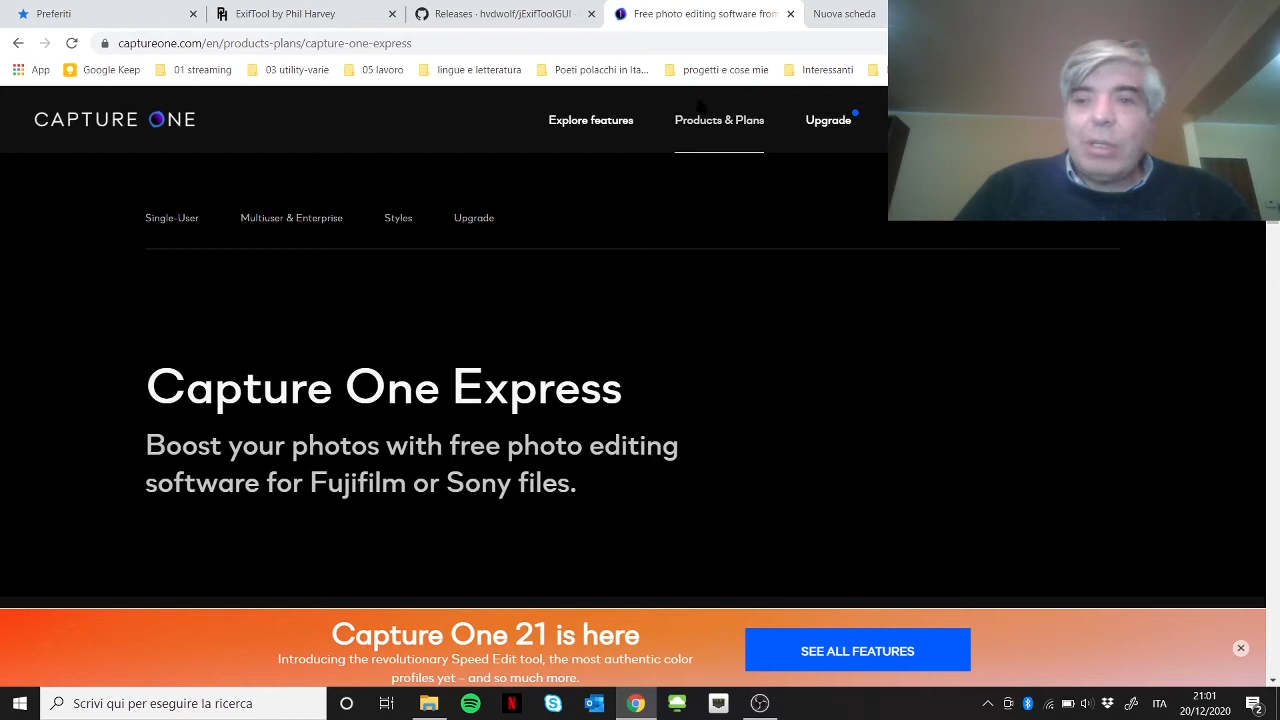 Preferiti
ExifTool by Phil Harvey
Releases · hvdwolf/jExifToolGUI ·
Free photo editing software from
Nuova scheda
captureone.com/en/products-plans/capture-one-express
App
Google Keep
01 Streaming
03 utility-varie
05 lavoro
lingue e letteratura
Poeti polacchi in Ita...
progetti e cose mie
Interessanti
CAPTURE ONE
Explore features
Products & Plans
Upgrade
Single-User
Multiuser & Enterprise
Styles
Upgrade
Capture One Express
Boost your photos with free photo editing
software for Fujifilm or Sony files.
Capture One 21 is here
Introducing the revolutionary Speed Edit tool, the most authentic color
profiles yet – and so much more.
SEE ALL FEATURES
Scrivi qui per eseguire la ricerca
ITA
21:01
20/12/2020
2